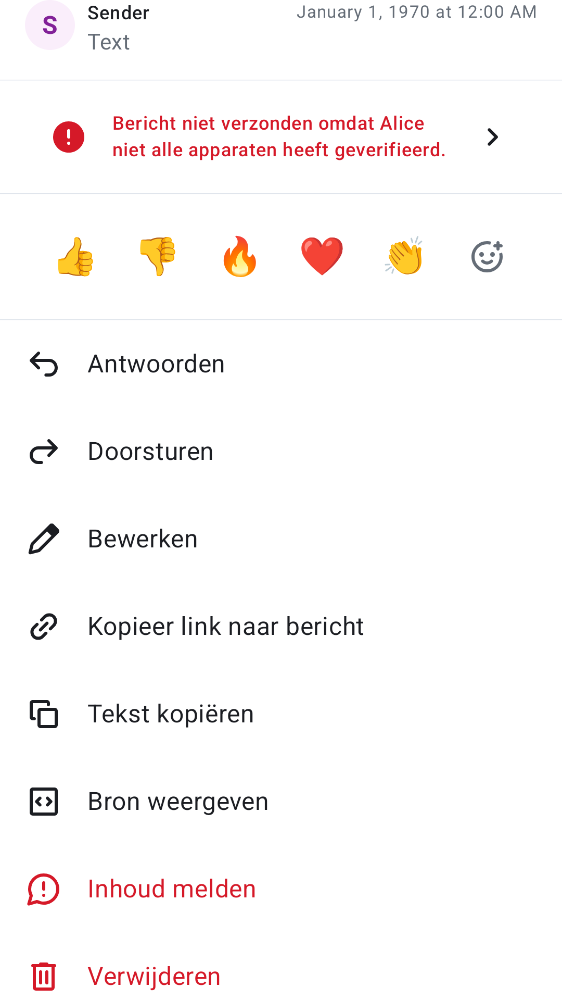 S
Sender
January 1, 1970 at 12:00 AM
Text
Bericht niet verzonden omdat Alice
niet alle apparaten heeft geverifieerd.
Antwoorden
Doorsturen
Bewerken
Kopieer link naar bericht
Tekst kopiëren
Bron weergeven
Inhoud melden
Verwijderen